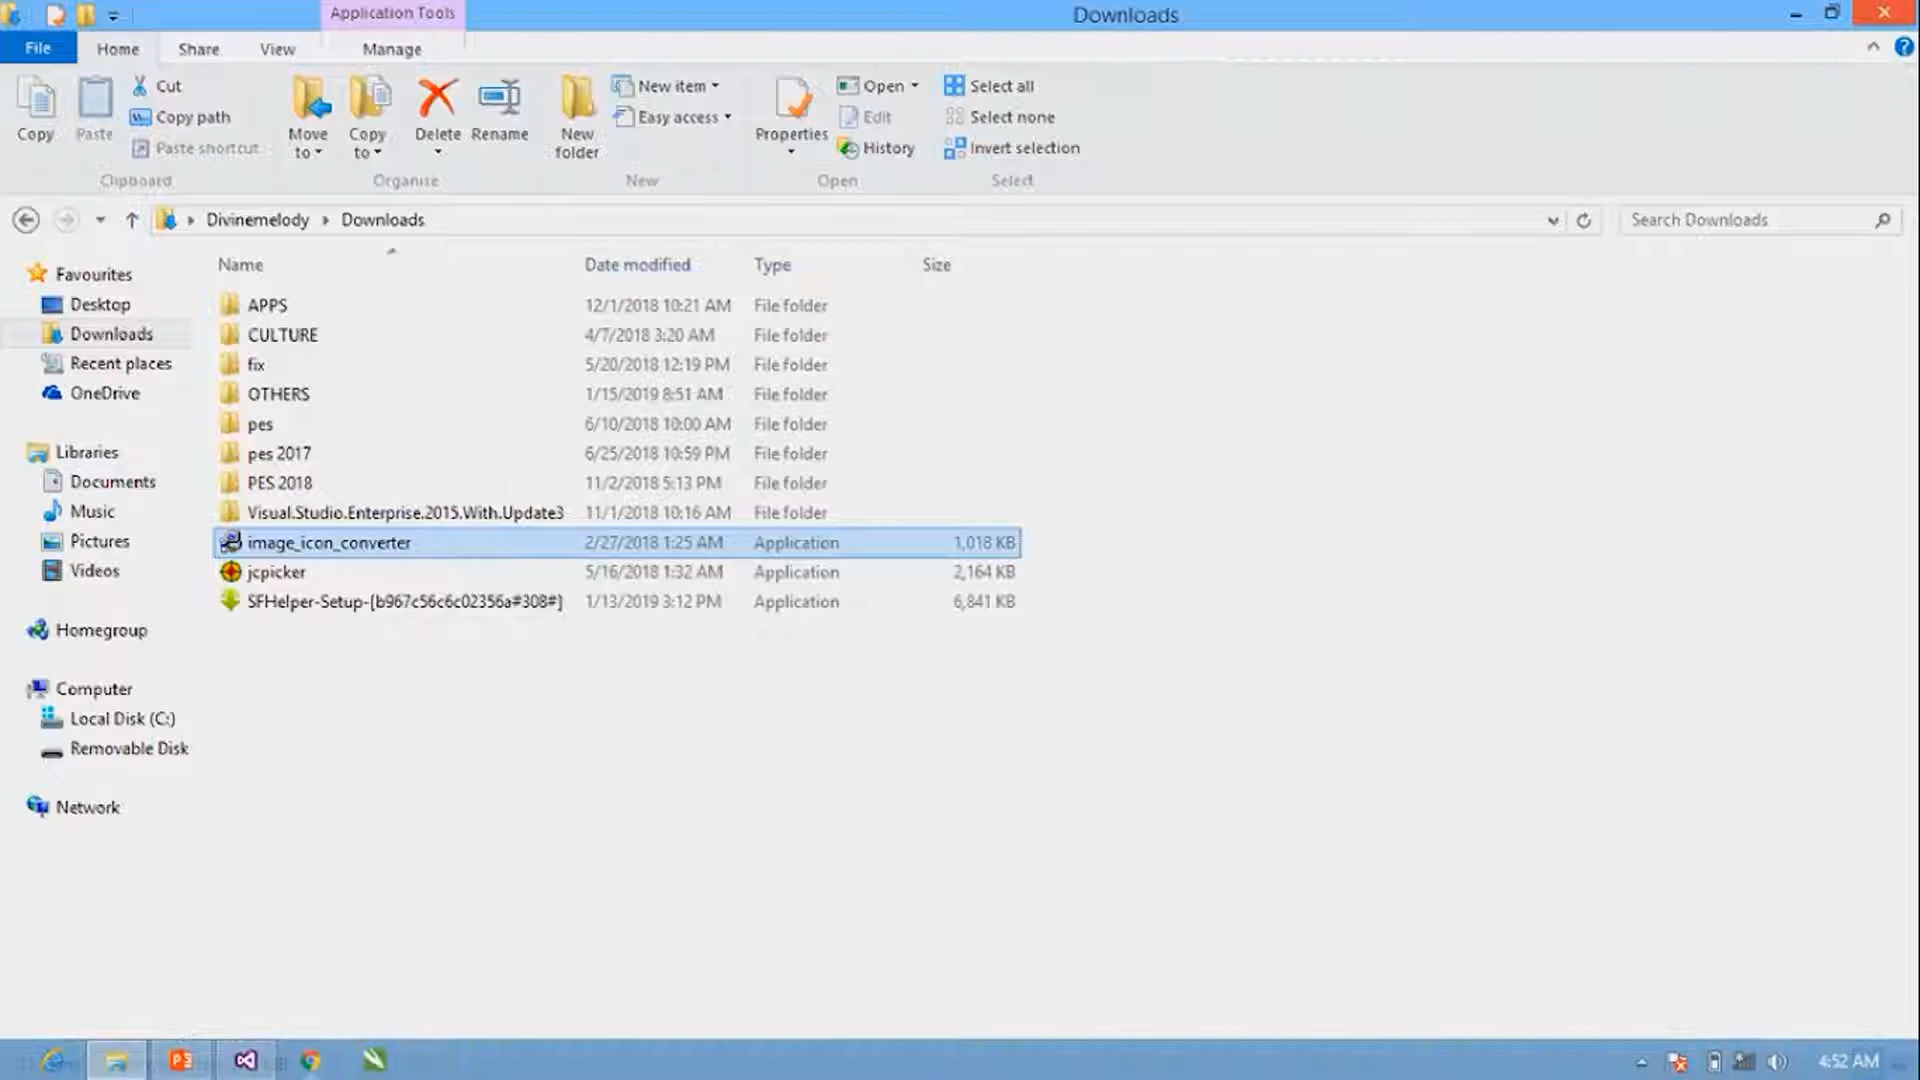 Application Tools
Downloads
File
Home
Share
View
Manage
Copy
Paste
Cut
Copy path
Paste shortcut
Clipboard
Move to
Copy to
Delete
Rename
Organise
New folder
New item
Easy access
New
Properties
Open
Edit
History
Open
Select all
Select none
Invert selection
Select
Divinemelody
Downloads
Search Downloads
Favourites
Desktop
Downloads
Recent places
OneDrive
Libraries
Documents
Music
Pictures
Videos
Homegroup
Computer
Local Disk (C:)
Removable Disk
Network
Name Date modified Type Size
APPS 12/1/2018 10:21 AM File folder
CULTURE 4/7/2018 3:20 AM File folder
fix 5/20/2018 12:19 PM File folder
OTHERS 1/15/2019 8:51 AM File folder
pes 6/10/2018 10:00 AM File folder
pes 2017 6/25/2018 10:59 PM File folder
PES 2018 11/2/2018 5:13 PM File folder
Visual.Studio.Enterprise.2015.With.Update3 11/1/2018 10:16 AM File folder
image_icon_converter 2/27/2018 1:25 AM Application 1,018 KB
jcpicker 5/16/2018 1:32 AM Application 2,164 KB
SFHelper-Setup-[b967c56c6c02356a#308#] 1/13/2019 3:12 PM Application 6,841 KB
4:52 AM